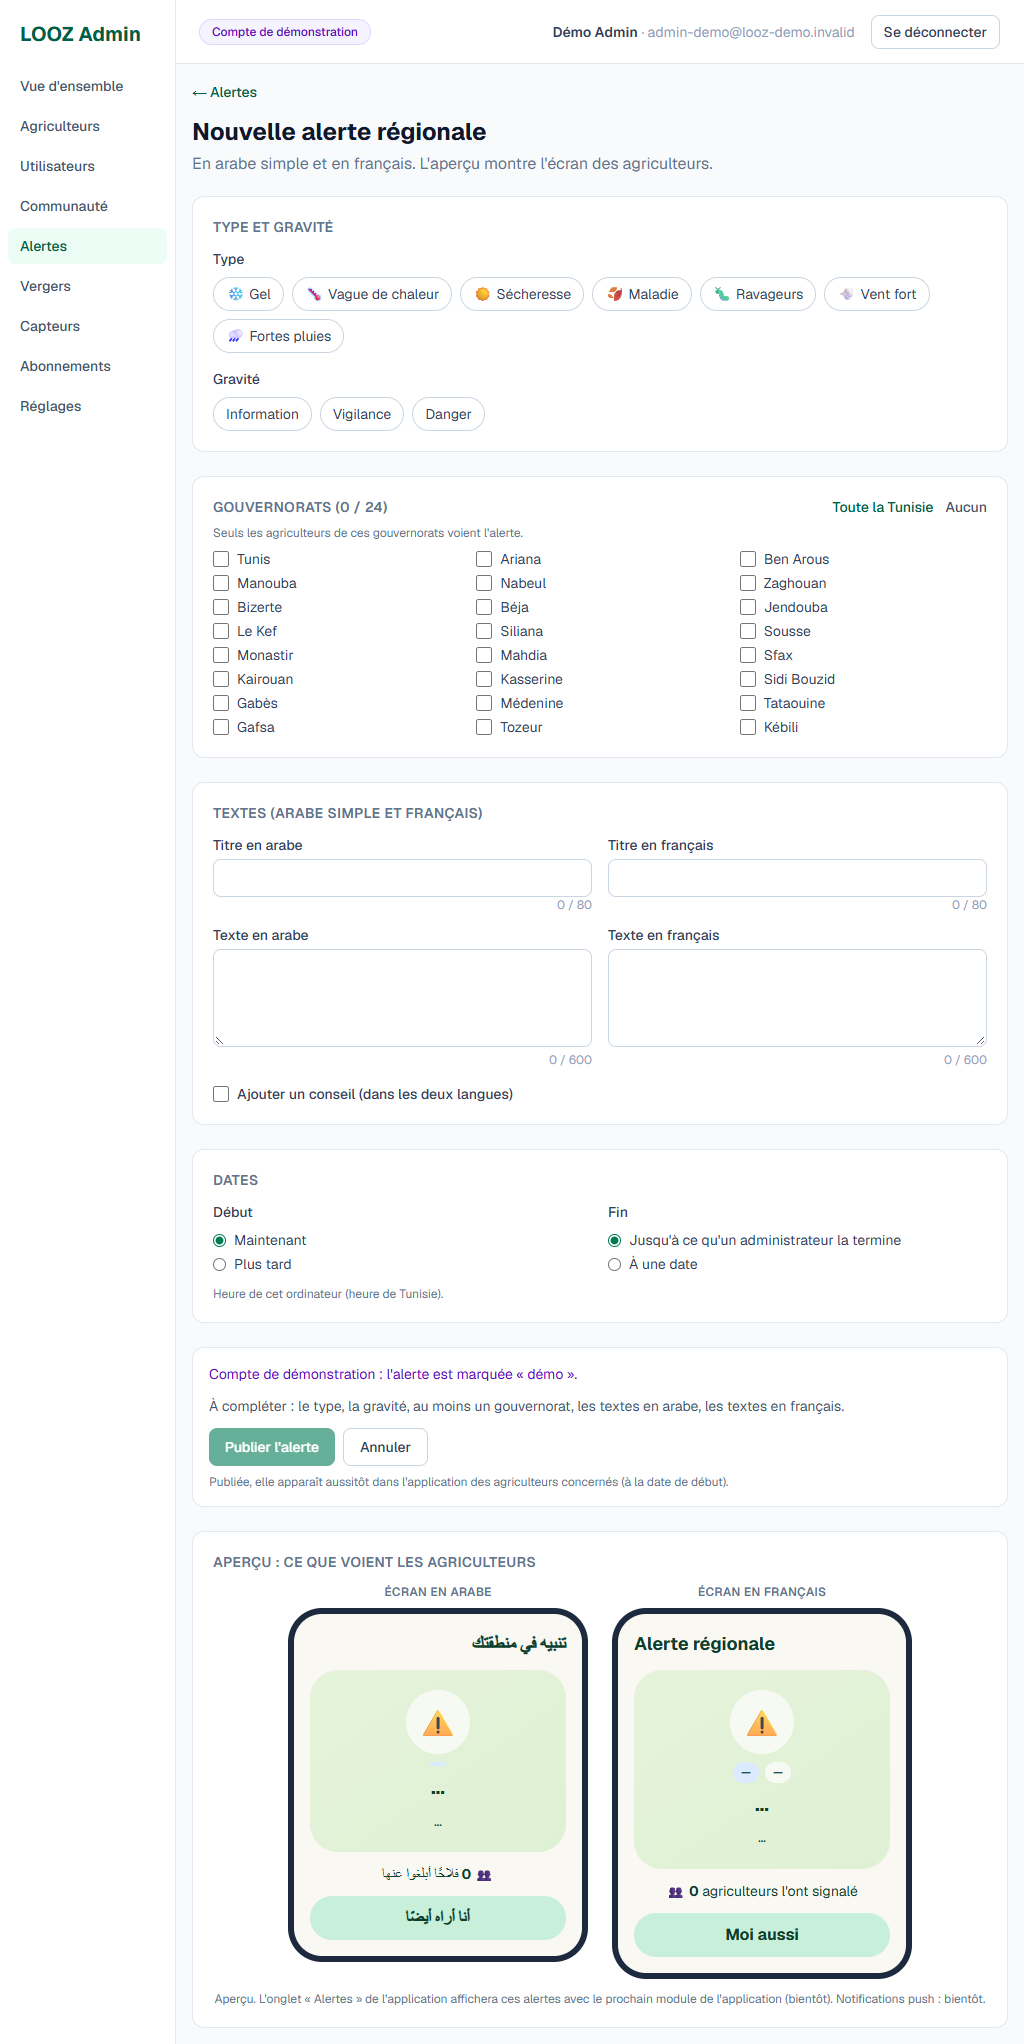 LOOZ Admin
Vue d'ensemble
Agriculteurs
Utilisateurs
Communauté
Alertes
Vergers
Capteurs
Abonnements
Réglages
Compte de démonstration
Démo Admin · admin-demo@looz-demo.invalid
Se déconnecter
← Alertes
Nouvelle alerte régionale
En arabe simple et en français. L'aperçu montre l'écran des agriculteurs.
TYPE ET GRAVITÉ
Type
Gel
Vague de chaleur
Sécheresse
Maladie
Ravageurs
Vent fort
Fortes pluies
Gravité
Information
Vigilance
Danger
GOUVERNORATS (0 / 24)
Toute la Tunisie
Aucun
Seuls les agriculteurs de ces gouvernorats voient l'alerte.
Tunis
Ariana
Ben Arous
Manouba
Nabeul
Zaghouan
Bizerte
Béja
Jendouba
Le Kef
Siliana
Sousse
Monastir
Mahdia
Sfax
Kairouan
Kasserine
Sidi Bouzid
Gabès
Médenine
Tataouine
Gafsa
Tozeur
Kébili
TEXTES (ARABE SIMPLE ET FRANÇAIS)
Titre en arabe
Titre en français
0 / 80
0 / 80
Texte en arabe
Texte en français
0 / 600
0 / 600
Ajouter un conseil (dans les deux langues)
DATES
Début
Fin
Maintenant
Jusqu'à ce qu'un administrateur la termine
Plus tard
À une date
Heure de cet ordinateur (heure de Tunisie).
Compte de démonstration : l'alerte est marquée « démo ».
À compléter : le type, la gravité, au moins un gouvernorat, les textes en arabe, les textes en français.
Publier l'alerte
Annuler
Publiée, elle apparaît aussitôt dans l'application des agriculteurs concernés (à la date de début).
APERÇU : CE QUE VOIENT LES AGRICULTEURS
ÉCRAN EN ARABE
تنبيه في منطقتك
...
...
0 فلاحًا أبلغوا عنها
أنا أراه أيضًا
ÉCRAN EN FRANÇAIS
Alerte régionale
– –
...
...
0 agriculteurs l'ont signalé
Moi aussi
Aperçu. L'onglet « Alertes » de l'application affichera ces alertes avec le prochain module de l'application (bientôt). Notifications push : bientôt.